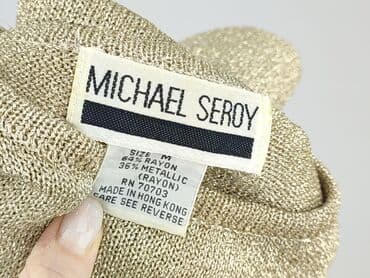 MICHAEL SEROY
SIZE M
64% RAYON
36% METALLIC
(RAYON)
RN 70703
MADE IN HONG KONG
CARE SEE REVERSE